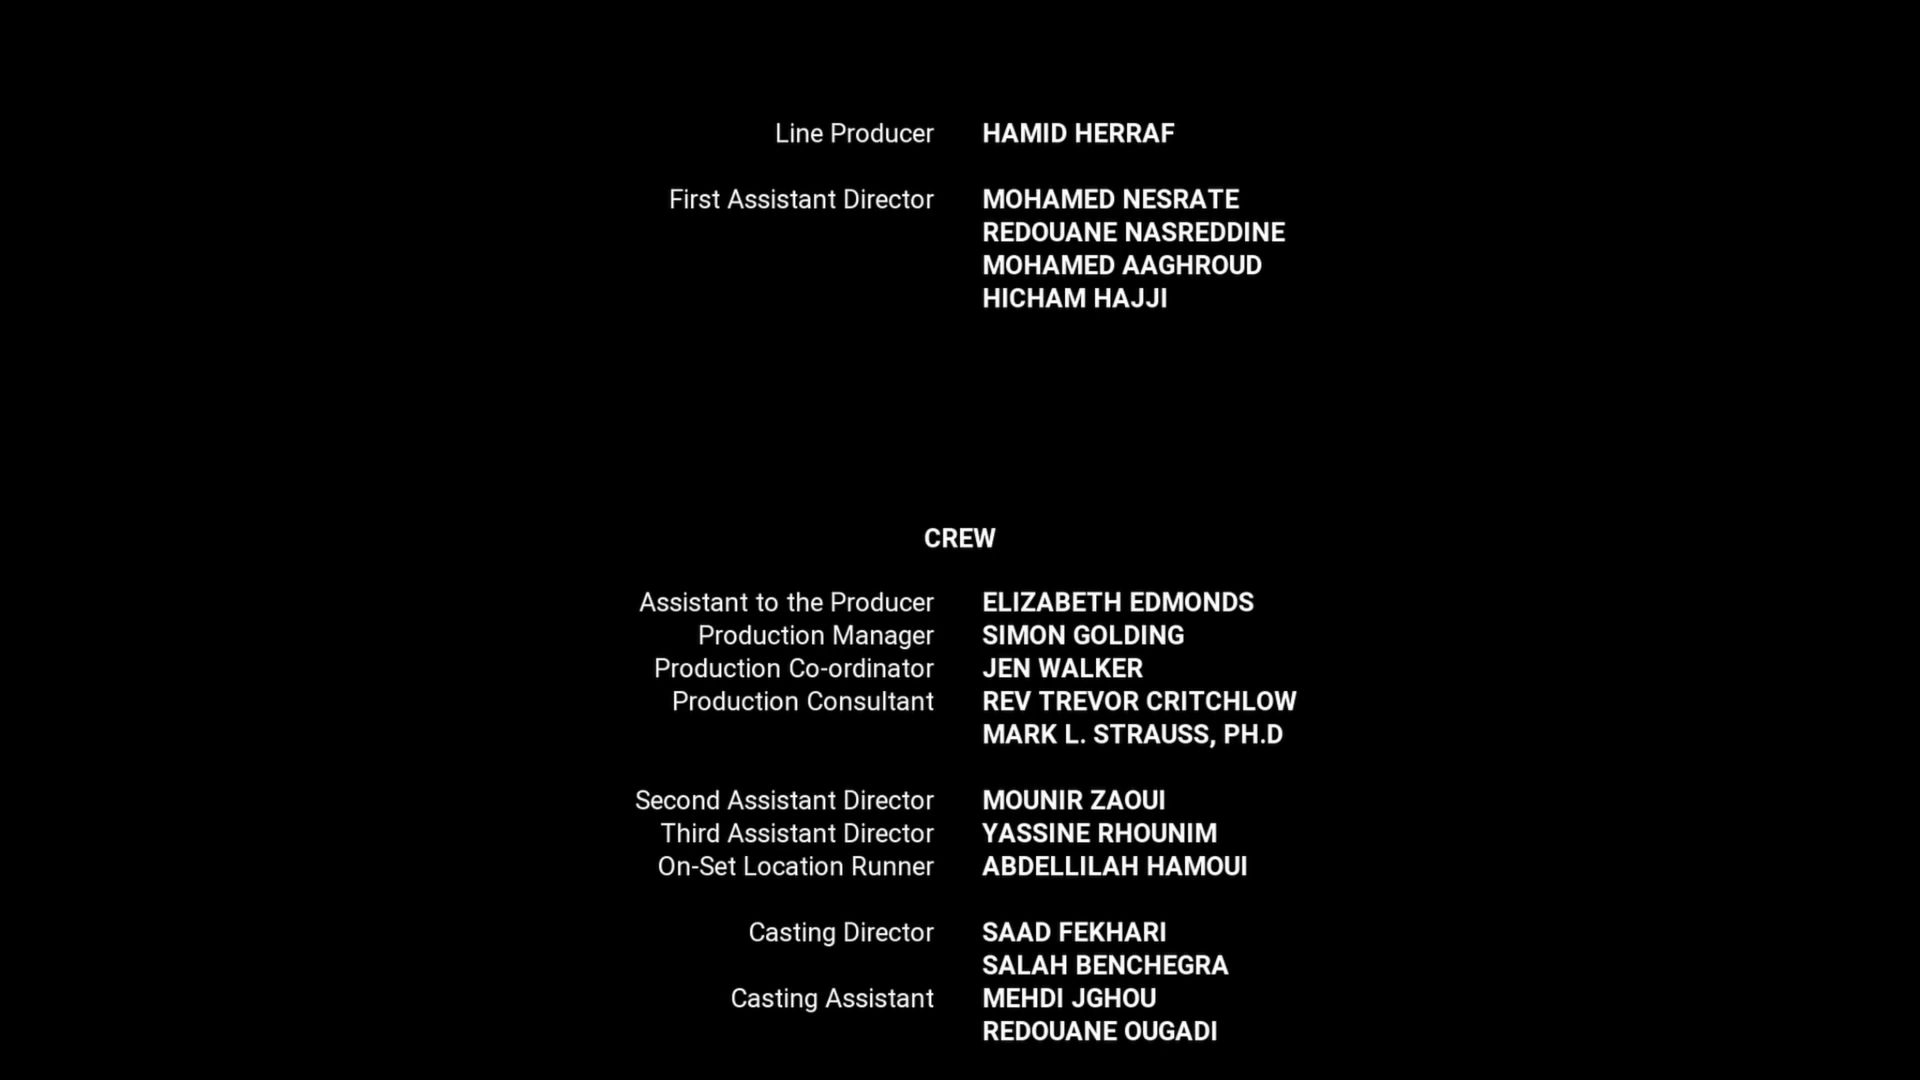 Line Producer HAMID HERRAF
First Assistant Director MOHAMED NESRATE
REDOUANE NASREDDINE
MOHAMED AAGHROUD
HICHAM HAJJI
CREW
Assistant to the Producer ELIZABETH EDMONDS
Production Manager SIMON GOLDING
Production Co-ordinator JEN WALKER
Production Consultant REV TREVOR CRITCHLOW
MARK L. STRAUSS, PH.D
Second Assistant Director MOUNIR ZAOUI
Third Assistant Director YASSINE RHOUNIM
On-Set Location Runner ABDELLILAH HAMOUI
Casting Director SAAD FEKHARI
SALAH BENCHEGRA
Casting Assistant MEHDI JGHOU
REDOUANE OUGADI